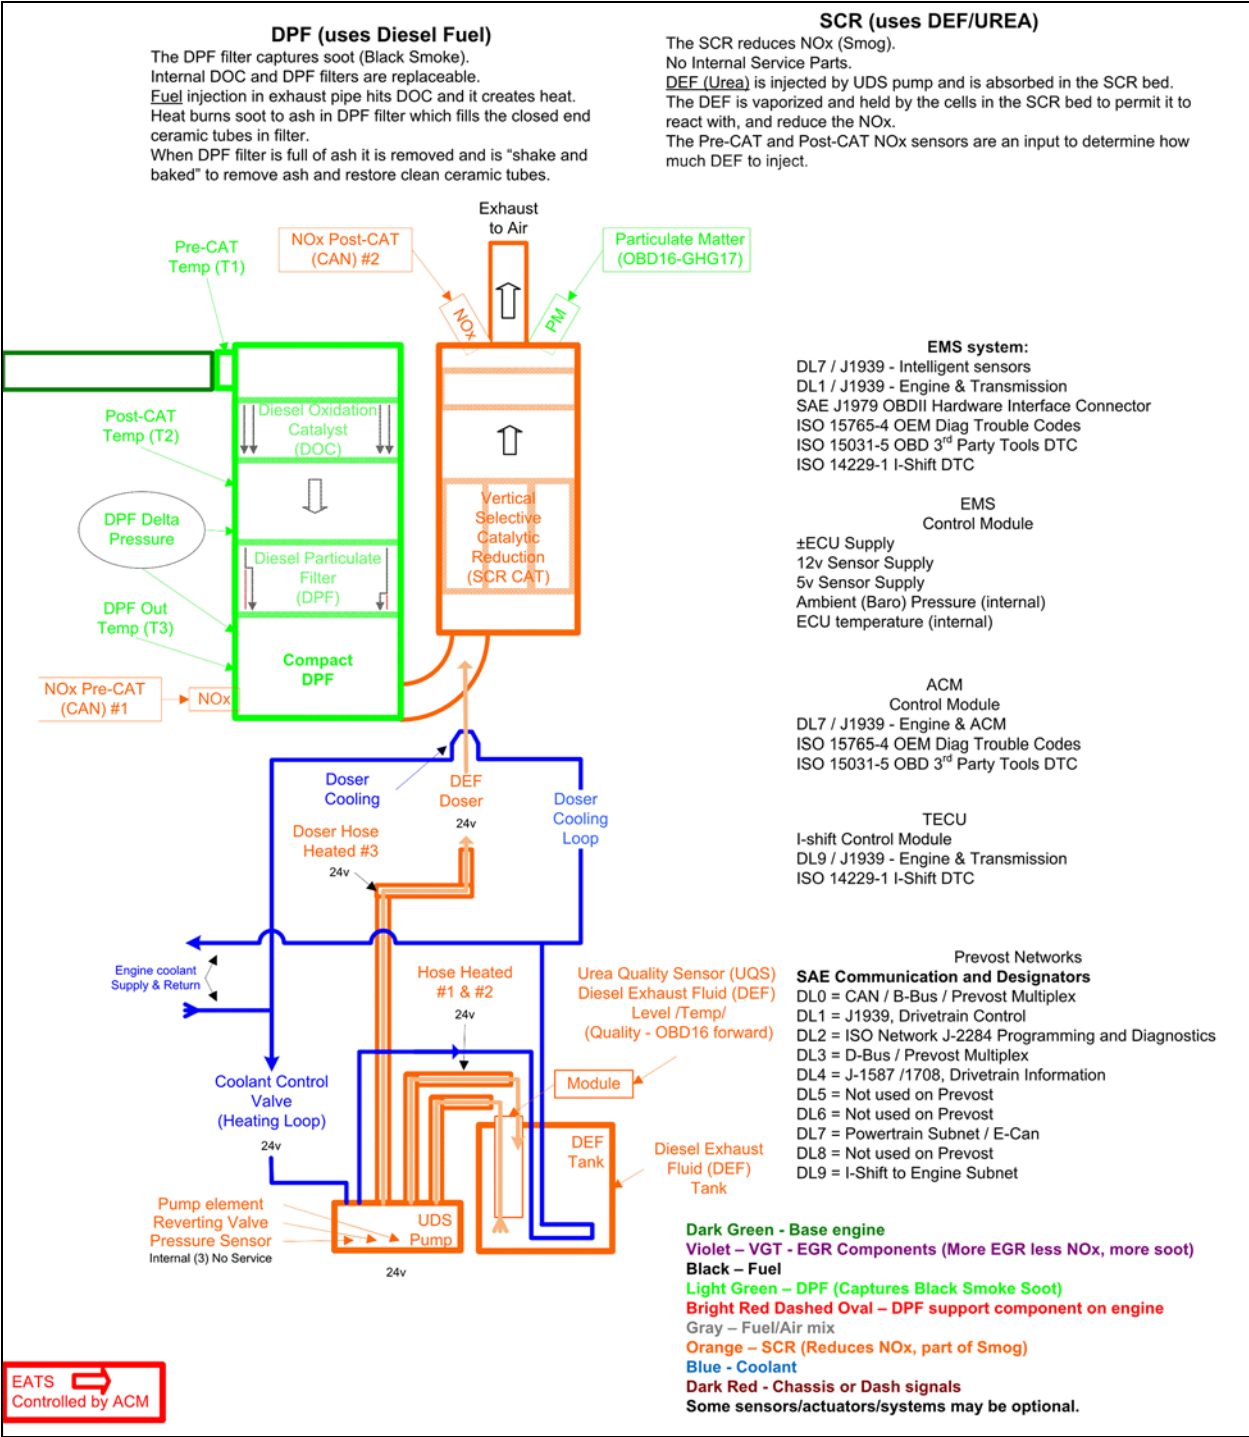 DPF (uses Diesel Fuel)
The DPF filter captures soot (Black Smoke).
Internal DOC and DPF filters are replaceable.
Fuel injection in exhaust pipe hits DOC and it creates heat.
Heat burns soot to ash in DPF filter which fills the closed end
ceramic tubes in filter.
When DPF filter is full of ash it is removed and is “shake and
baked” to remove ash and restore clean ceramic tubes.
SCR (uses DEF/UREA)
The SCR reduces NOx (Smog).
No Internal Service Parts.
DEF (Urea) is injected by UDS pump and is absorbed in the SCR bed.
The DEF is vaporized and held by the cells in the SCR bed to permit it to
react with, and reduce the NOx.
The Pre-CAT and Post-CAT NOx sensors are an input to determine how
much DEF to inject.
Exhaust
to Air
Pre-CAT
Temp (T1)
NOx Post-CAT
(CAN) #2
Particulate Matter
(OBD16-GHG17)
NOx
PM
Post-CAT
Temp (T2)
Diesel Oxidation
Catalyst
(DOC)
DPF Delta
Pressure
Diesel Particulate
Filter
(DPF)
Vertical
Selective
Catalytic
Reduction
(SCR CAT)
DPF Out
Temp (T3)
Compact
DPF
NOx Pre-CAT
(CAN) #1
NOx
Doser
Cooling
DEF
Doser
24v
Doser
Cooling
Loop
Doser Hose
Heated #3
24v
Engine coolant
Supply & Return
Hose Heated
#1 & #2
24v
Urea Quality Sensor (UQS)
Diesel Exhaust Fluid (DEF)
Level /Temp/
(Quality - OBD16 forward)
Module
Coolant Control
Valve
(Heating Loop)
24v
DEF
Tank
Diesel Exhaust
Fluid (DEF)
Tank
Pump element
Reverting Valve
Pressure Sensor
Internal (3) No Service
UDS
Pump
24v
EATS
Controlled by ACM
EMS system:
DL7 / J1939 - Intelligent sensors
DL1 / J1939 - Engine & Transmission
SAE J1979 OBDII Hardware Interface Connector
ISO 15765-4 OEM Diag Trouble Codes
ISO 15031-5 OBD 3rd Party Tools DTC
ISO 14229-1 I-Shift DTC
EMS
Control Module
±ECU Supply
12v Sensor Supply
5v Sensor Supply
Ambient (Baro) Pressure (internal)
ECU temperature (internal)
ACM
Control Module
DL7 / J1939 - Engine & ACM
ISO 15765-4 OEM Diag Trouble Codes
ISO 15031-5 OBD 3rd Party Tools DTC
TECU
I-shift Control Module
DL9 / J1939 - Engine & Transmission
ISO 14229-1 I-Shift DTC
Prevost Networks
SAE Communication and Designators
DL0 = CAN / B-Bus / Prevost Multiplex
DL1 = J1939, Drivetrain Control
DL2 = ISO Network J-2284 Programming and Diagnostics
DL3 = D-Bus / Prevost Multiplex
DL4 = J-1587 /1708, Drivetrain Information
DL5 = Not used on Prevost
DL6 = Not used on Prevost
DL7 = Powertrain Subnet / E-Can
DL8 = Not used on Prevost
DL9 = I-Shift to Engine Subnet
Dark Green - Base engine
Violet – VGT - EGR Components (More EGR less NOx, more soot)
Black – Fuel
Light Green – DPF (Captures Black Smoke Soot)
Bright Red Dashed Oval – DPF support component on engine
Gray – Fuel/Air mix
Orange – SCR (Reduces NOx, part of Smog)
Blue - Coolant
Dark Red - Chassis or Dash signals
Some sensors/actuators/systems may be optional.